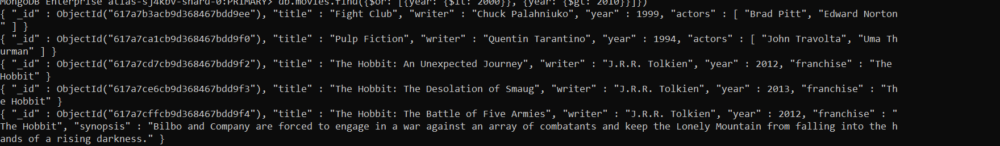 MongoDB Enterprise atlas-sj4kbv-shard-0:PRIMARY> db.movies.find({$or: [{year: {$lt: 2000}}, {year: {$gt: 2010}}]})
{ "_id" : ObjectId("617a7b3acb9d368467bdd9ee"), "title" : "Fight Club", "writer" : "Chuck Palahniuko", "year" : 1999, "actors" : [ "Brad Pitt", "Edward Norton
" ] }
{ "_id" : ObjectId("617a7ca1cb9d368467bdd9f0"), "title" : "Pulp Fiction", "writer" : "Quentin Tarantino", "year" : 1994, "actors" : [ "John Travolta", "Uma Th
urman" ] }
{ "_id" : ObjectId("617a7cd7cb9d368467bdd9f2"), "title" : "The Hobbit: An Unexpected Journey", "writer" : "J.R.R. Tolkien", "year" : 2012, "franchise" : "The
Hobbit" }
{ "_id" : ObjectId("617a7ce6cb9d368467bdd9f3"), "title" : "The Hobbit: The Desolation of Smaug", "writer" : "J.R.R. Tolkien", "year" : 2013, "franchise" : "Th
e Hobbit" }
{ "_id" : ObjectId("617a7cffcb9d368467bdd9f4"), "title" : "The Hobbit: The Battle of Five Armies", "writer" : "J.R.R. Tolkien", "year" : 2012, "franchise" : "
The Hobbit", "synopsis" : "Bilbo and Company are forced to engage in a war against an array of combatants and keep the Lonely Mountain from falling into the h
ands of a rising darkness." }